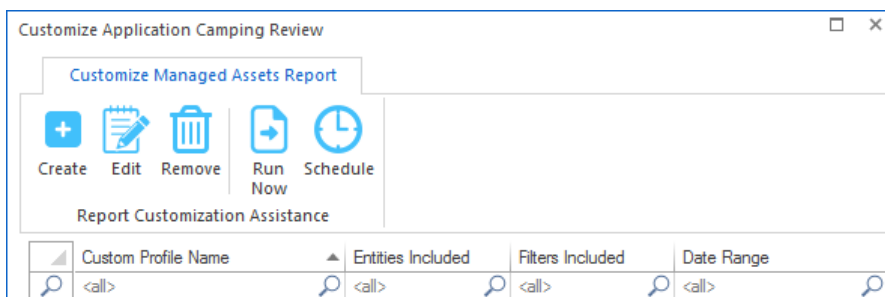 Customize Application Camping Review
Customize Managed Assets Report
Create Edit Remove Run Now Schedule
Report Customization Assistance
Custom Profile Name Entities Included Filters Included Date Range
<all> <all> <all> <all>